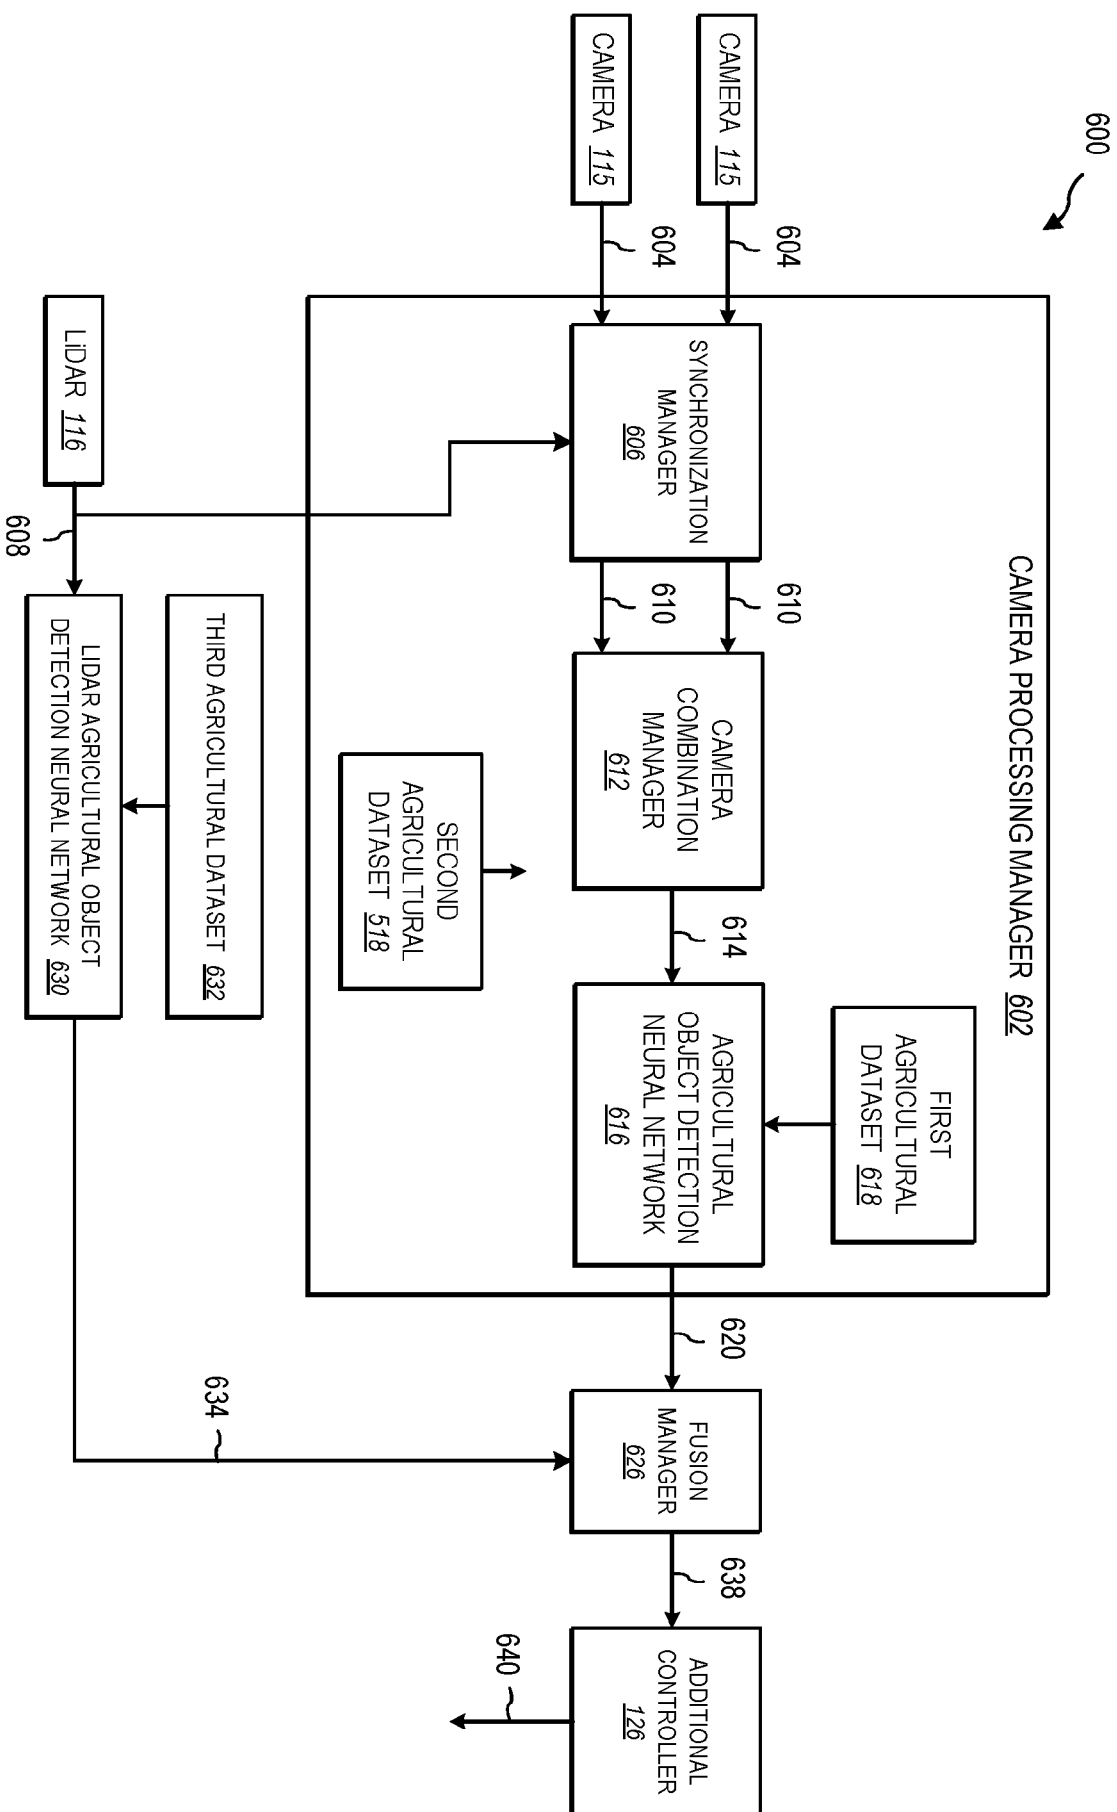 600
CAMERA PROCESSING MANAGER 602
FIRST
AGRICULTURAL
DATASET 618
CAMERA 115
604
CAMERA 115
604
SYNCHRONIZATION
MANAGER
606
610
610
CAMERA
COMBINATION
MANAGER
612
614
AGRICULTURAL
OBJECT DETECTION
NEURAL NETWORK
616
620
FUSION
MANAGER
626
638
ADDITIONAL
CONTROLLER
126
640
SECOND
AGRICULTURAL
DATASET 518
634
THIRD AGRICULTURAL DATASET 632
LiDAR 116
608
LIDAR AGRICULTURAL OBJECT
DETECTION NEURAL NETWORK 630